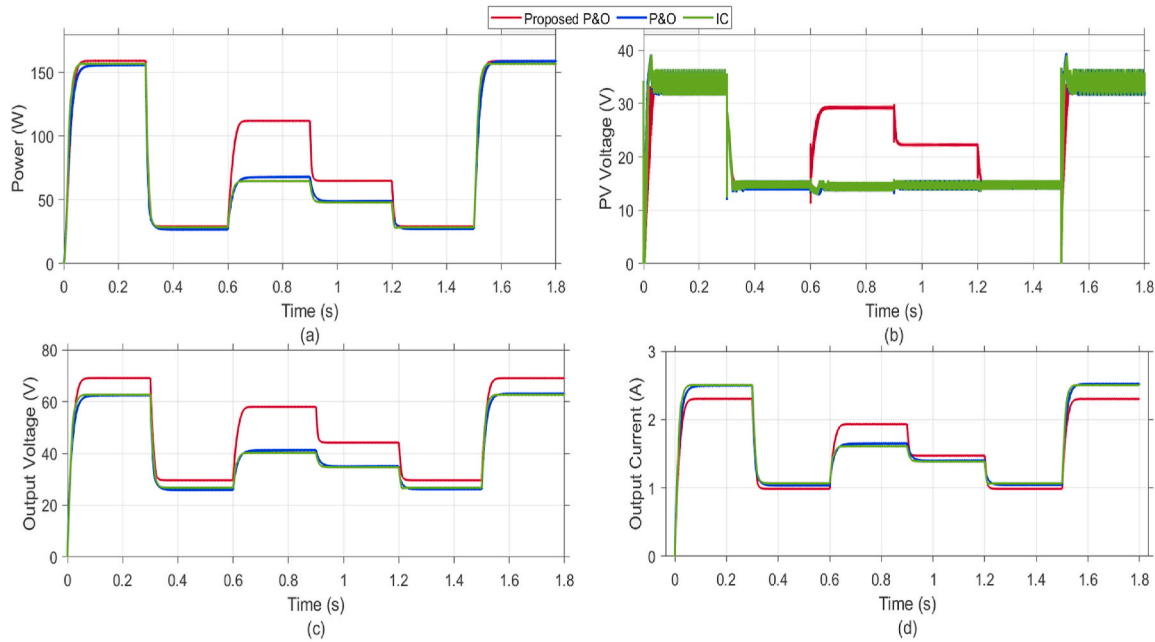 Proposed P&O P&O IC
Power (W)
150
100
50
0
0 0.2 0.4 0.6 0.8 1 1.2 1.4 1.6 1.8
Time (s)
(a)
PV Voltage (V)
40
30
20
10
0
0 0.2 0.4 0.6 0.8 1 1.2 1.4 1.6 1.8
Time (s)
(b)
Output Voltage (V)
80
60
40
20
0
0 0.2 0.4 0.6 0.8 1 1.2 1.4 1.6 1.8
Time (s)
(c)
Output Current (A)
3
2
1
0
0 0.2 0.4 0.6 0.8 1 1.2 1.4 1.6 1.8
Time (s)
(d)